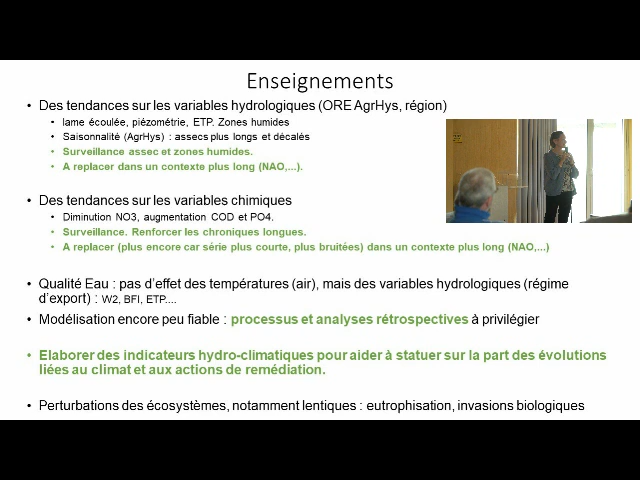 Enseignements
• Des tendances sur les variables hydrologiques (ORE AgrHys, région)
• lame écoulée, piézométrie, ETP. Zones humides
• Saisonnalité (AgrHys) : assecs plus longs et décalés
• Surveillance assec et zones humides.
• A replacer dans un contexte plus long (NAO,...).
• Des tendances sur les variables chimiques
• Diminution NO3, augmentation COD et PO4.
• Surveillance. Renforcer les chroniques longues.
• A replacer (plus encore car série plus courte, plus bruitées) dans un contexte plus long (NAO,...)
• Qualité Eau : pas d'effet des températures (air), mais des variables hydrologiques (régime
d'export) : W2, BFI, ETP....
• Modélisation encore peu fiable : processus et analyses rétrospectives à privilégier
• Elaborer des indicateurs hydro-climatiques pour aider à statuer sur la part des évolutions
liées au climat et aux actions de remédiation.
• Perturbations des écosystèmes, notamment lentiques : eutrophisation, invasions biologiques